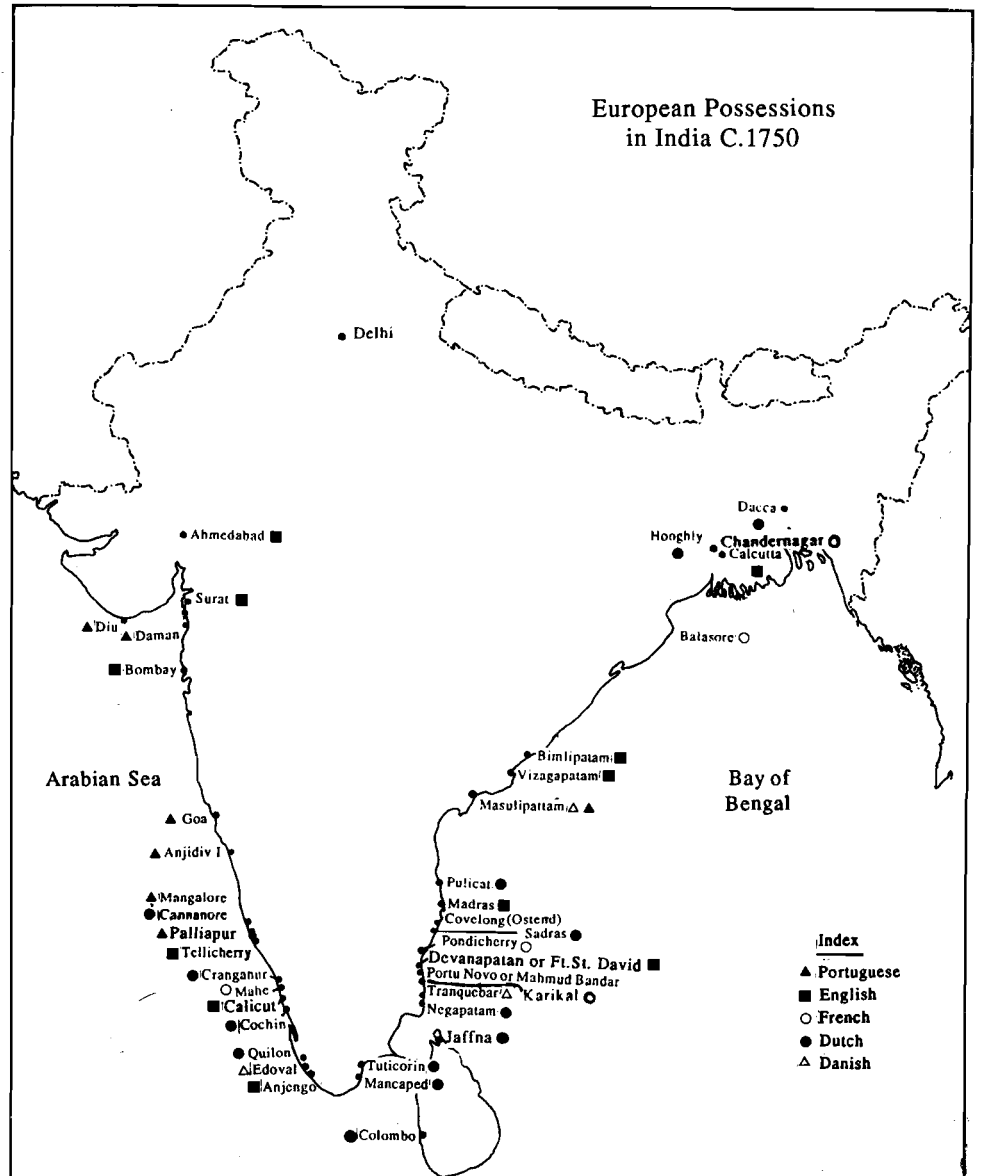 European Possessions
in India C.1750
Delhi
Dacca
Honghly
Chandernagar
Calcutta
Ahmedabad
Surat
Diu
Daman
Balasore
Bombay
Bimlipatam
Arabian Sea
Vizagapatam
Bay of
Bengal
Masulipattam
Goa
Anjidiv I
Pulicat
Mangalore
Madras
Cannanore
Covelong (Ostend)
Palliapur
Sadras
Pondicherry
Index
Tellicherry
Devanapatan or Ft.St. David
Portuguese
Cranganur
Portu Novo or Mahmud Bandar
Mahe
Tranquebar
Karikal
English
Calicut
Negapatam
French
Cochin
Jaffna
Dutch
Quilon
Edoval
Tuticorin
Danish
Anjengo
Mancaped
Colombo